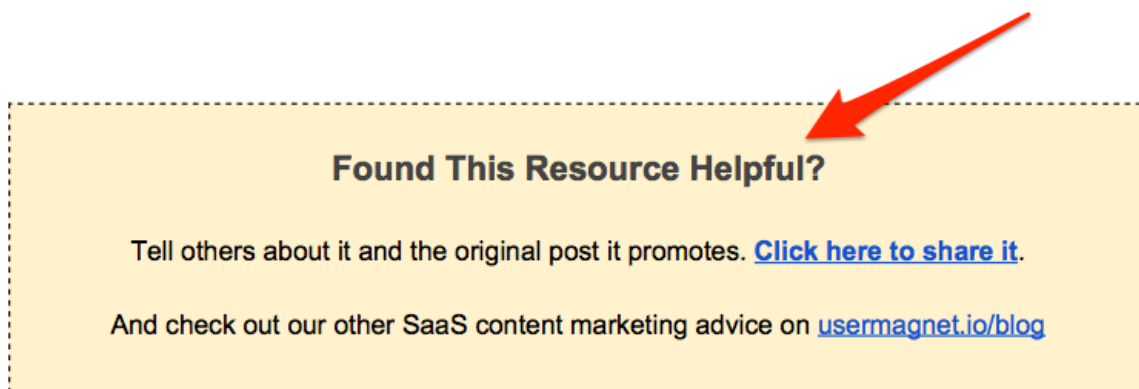 Found This Resource Helpful?
Tell others about it and the original post it promotes. Click here to share it.
And check out our other SaaS content marketing advice on usermagnet.io/blog